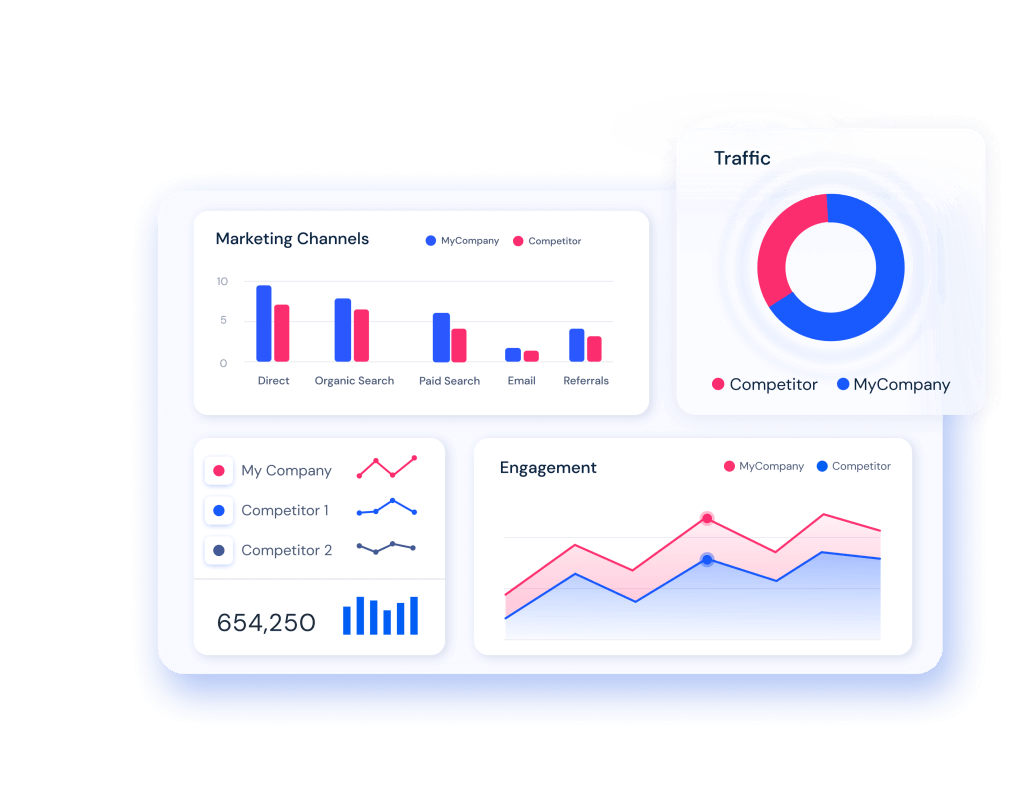 Traffic
Competitor MyCompany
Marketing Channels
MyCompany Competitor
10
5
0
Direct Organic Search Paid Search Email Referrals
My Company
Competitor 1
Competitor 2
654,250
Engagement
MyCompany Competitor